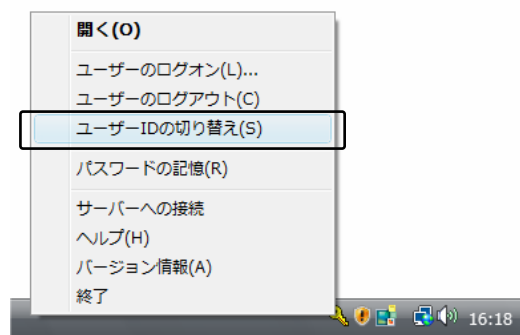 開く(O)
ユーザーのログオン(L)...
ユーザーのログアウト(C)
ユーザーIDの切り替え(S)
パスワードの記憶(R)
サーバーへの接続
ヘルプ(H)
バージョン情報(A)
終了
16:18